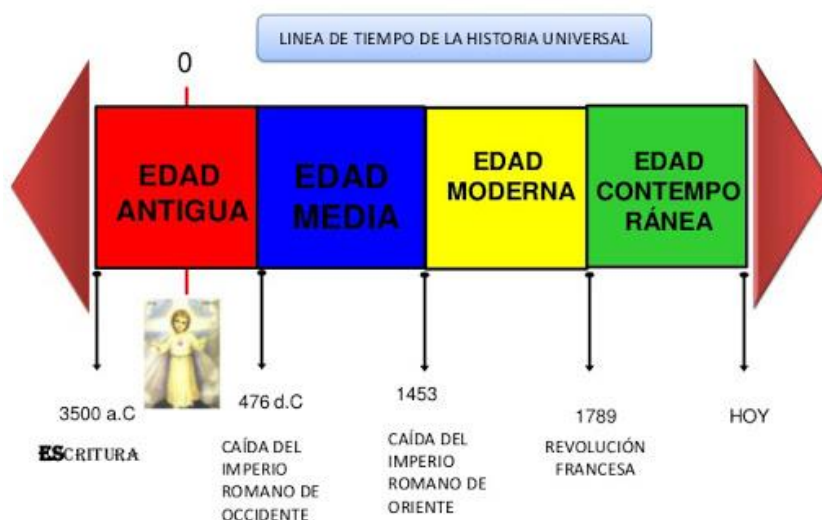 LINEA DE TIEMPO DE LA HISTORIA UNIVERSAL
0
EDAD
ANTIGUA
EDAD
MEDIA
EDAD
MODERNA
EDAD
CONTEMPO
RÁNEA
3500 a.C
ESCRITURA
476 d.C
CAÍDA DEL
IMPERIO
ROMANO DE
OCCIDENTE
1453
CAÍDA DEL
IMPERIO
ROMANO DE
ORIENTE
1789
REVOLUCIÓN
FRANCESA
HOY